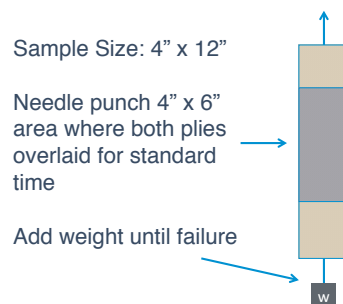 Sample Size: 4” x 12”
Needle punch 4” x 6”
area where both plies
overlaid for standard
time
Add weight until failure
w